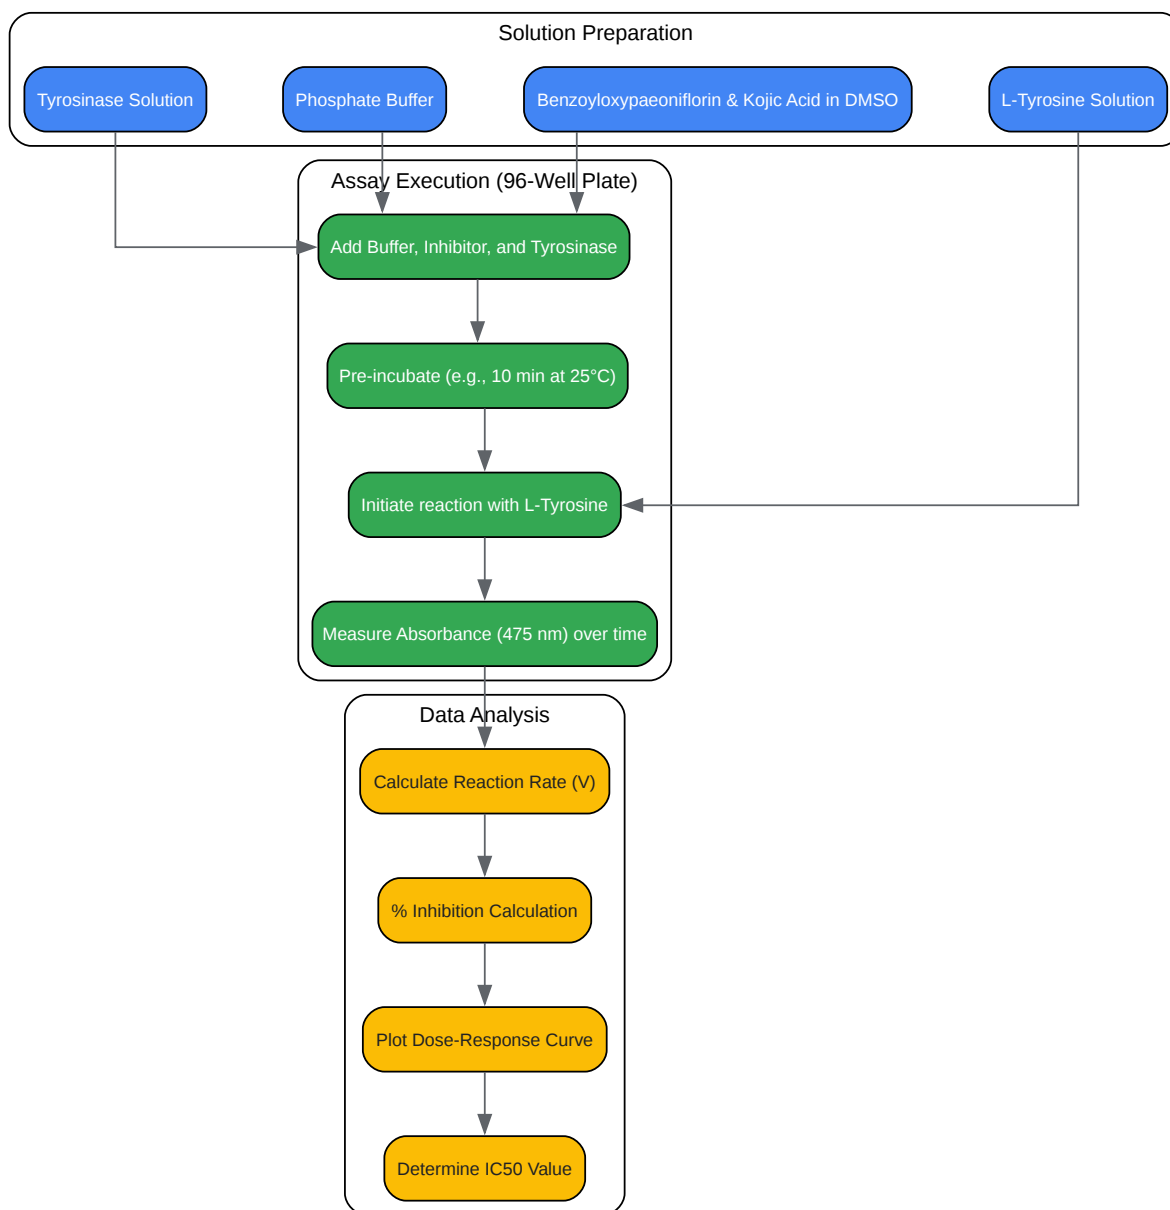 Solution Preparation
Tyrosinase Solution
Phosphate Buffer
Benzoyloxypaeoniflorin & Kojic Acid in DMSO
L-Tyrosine Solution
Assay Execution (96-Well Plate)
Add Buffer, Inhibitor, and Tyrosinase
Pre-incubate (e.g., 10 min at 25°C)
Initiate reaction with L-Tyrosine
Measure Absorbance (475 nm) over time
Data Analysis
Calculate Reaction Rate (V)
% Inhibition Calculation
Plot Dose-Response Curve
Determine IC50 Value